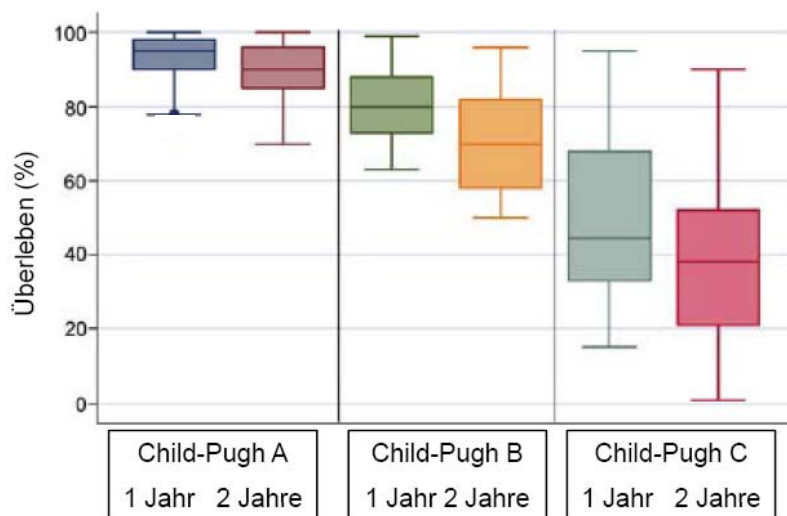 Überleben (%)
100
80
60
40
20
0
Child-Pugh A
1 Jahr 2 Jahre
Child-Pugh B
1 Jahr 2 Jahre
Child-Pugh C
1 Jahr 2 Jahre